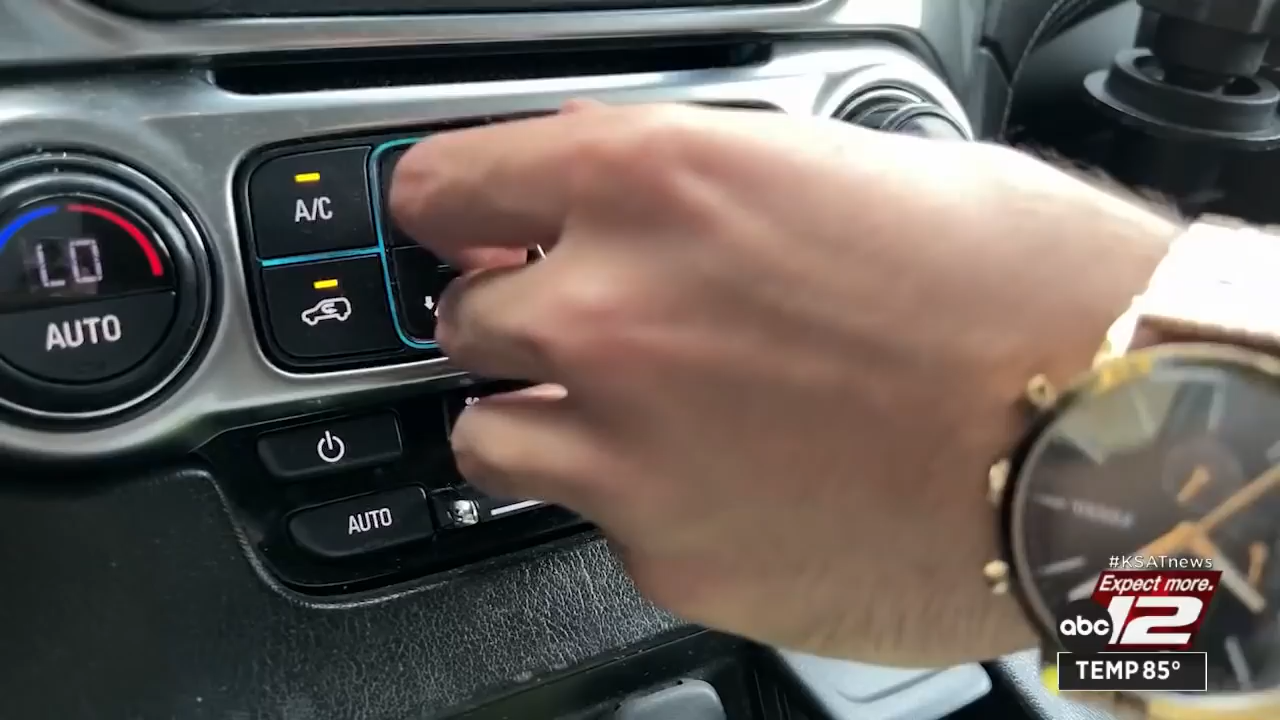 A/C
LO
AUTO
AUTO
#KSATnews
Expect more.
abc 12
TEMP 85°